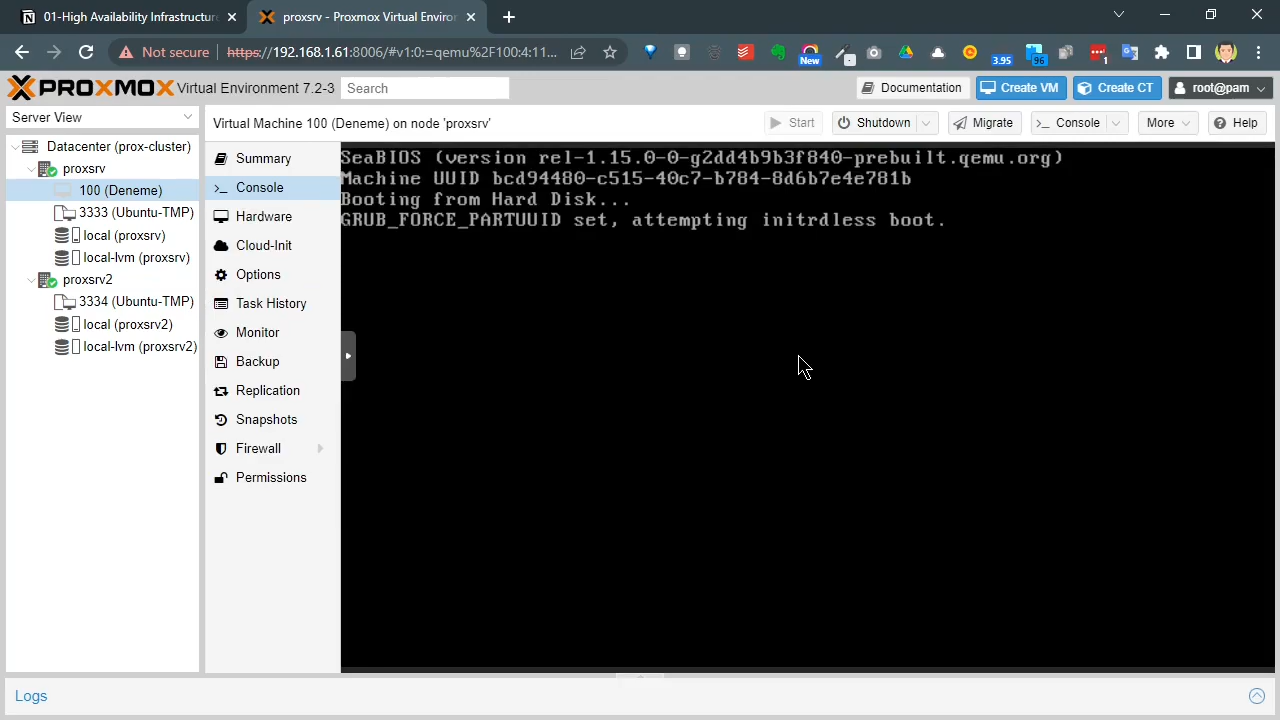 01-High Availability Infrastructur
proxsrv - Proxmox Virtual Enviror
Not secure
https://192.168.1.61:8006/#v1:0:=qemu%2F100:4:11...
New
3.95
96
1
PROXMOX Virtual Environment 7.2-3
Search
Documentation
Create VM
Create CT
root@pam
Server View
Virtual Machine 100 (Deneme) on node 'proxsrv'
Start
Shutdown
Migrate
Console
More
Help
Datacenter (prox-cluster)
proxsrv
100 (Deneme)
3333 (Ubuntu-TMP)
local (proxsrv)
local-lvm (proxsrv)
proxsrv2
3334 (Ubuntu-TMP)
local (proxsrv2)
local-lvm (proxsrv2)
Summary
Console
Hardware
Cloud-Init
Options
Task History
Monitor
Backup
Replication
Snapshots
Firewall
Permissions
SeaBIOS (version rel-1.15.0-0-g2dd4b9b3f840-prebuilt.qemu.org)
Machine UUID bcd94480-c515-40c7-b784-8d6b7e4e781b
Booting from Hard Disk...
GRUB_FORCE_PARTUUID set, attempting initrdless boot.
Logs